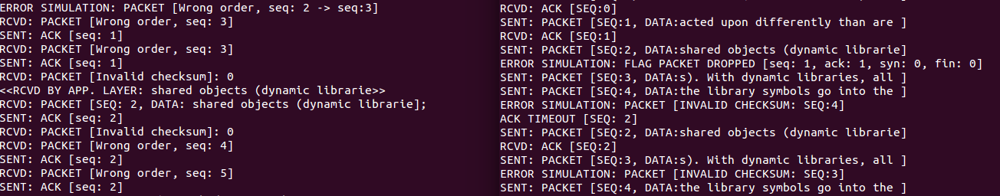 ERROR SIMULATION: PACKET [Wrong order, seq: 2 -> seq:3]
RCVD: PACKET [Wrong order, seq: 3]
SENT: ACK [seq: 1]
RCVD: PACKET [Wrong order, seq: 3]
SENT: ACK [seq: 1]
RCVD: PACKET [Invalid checksum]: 0
<<RCVD BY APP. LAYER: shared objects (dynamic librarie>>
RCVD: PACKET [SEQ: 2, DATA: shared objects (dynamic librarie];
SENT: ACK [seq: 2]
RCVD: PACKET [Invalid checksum]: 0
RCVD: PACKET [Wrong order, seq: 4]
SENT: ACK [seq: 2]
RCVD: PACKET [Wrong order, seq: 5]
SENT: ACK [seq: 2]
RCVD: ACK [SEQ:0]
SENT: PACKET [SEQ:1, DATA:acted upon differently than are ]
RCVD: ACK [SEQ:1]
SENT: PACKET [SEQ:2, DATA:shared objects (dynamic librarie]
ERROR SIMULATION: FLAG PACKET DROPPED [seq: 1, ack: 1, syn: 0, fin: 0]
SENT: PACKET [SEQ:3, DATA:s). With dynamic libraries, all ]
SENT: PACKET [SEQ:4, DATA:the library symbols go into the ]
ERROR SIMULATION: PACKET [INVALID CHECKSUM: SEQ:4]
ACK TIMEOUT [SEQ: 2]
SENT: PACKET [SEQ:2, DATA:shared objects (dynamic librarie]
RCVD: ACK [SEQ:2]
SENT: PACKET [SEQ:3, DATA:s). With dynamic libraries, all ]
ERROR SIMULATION: PACKET [INVALID CHECKSUM: SEQ:3]
SENT: PACKET [SEQ:4, DATA:the library symbols go into the ]